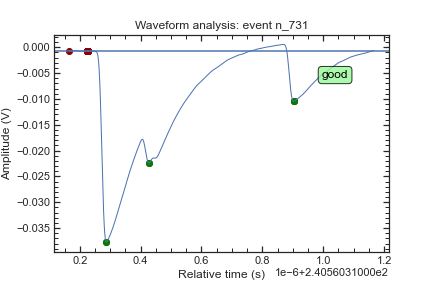 Waveform analysis: event n_731
Amplitude (V)
0.000
−0.005
−0.010
−0.015
−0.020
−0.025
−0.030
−0.035
good
0.2 0.4 0.6 0.8 1.0 1.2
Relative time (s)
1e−6+2.4056031000e2